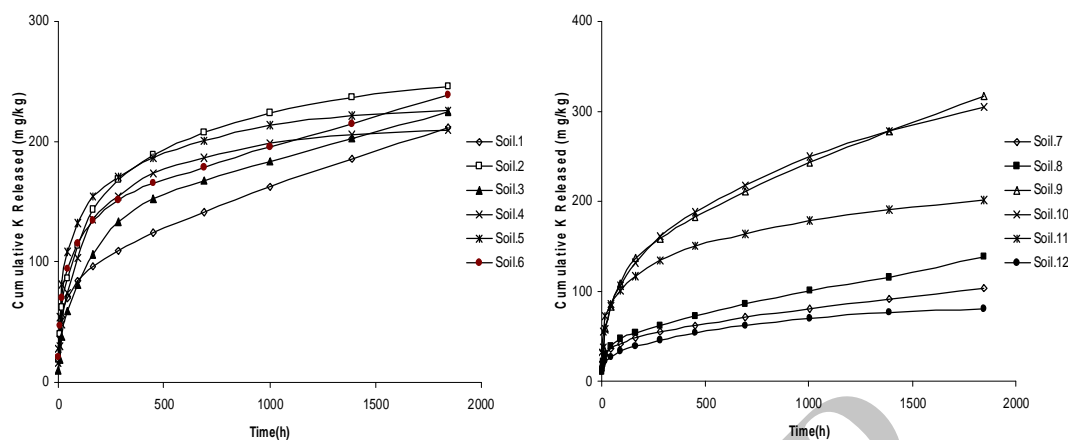 300
200
100
0
0
500
1000
1500
2000
Cumulative K Released (mg/kg)
Time(h)
Soil.1
Soil.2
Soil.3
Soil.4
Soil.5
Soil.6
400
300
200
100
0
0
500
1000
1500
2000
Cumulative K Released (mg/kg)
Time(h)
Soil.7
Soil.8
Soil.9
Soil.10
Soil.11
Soil.12